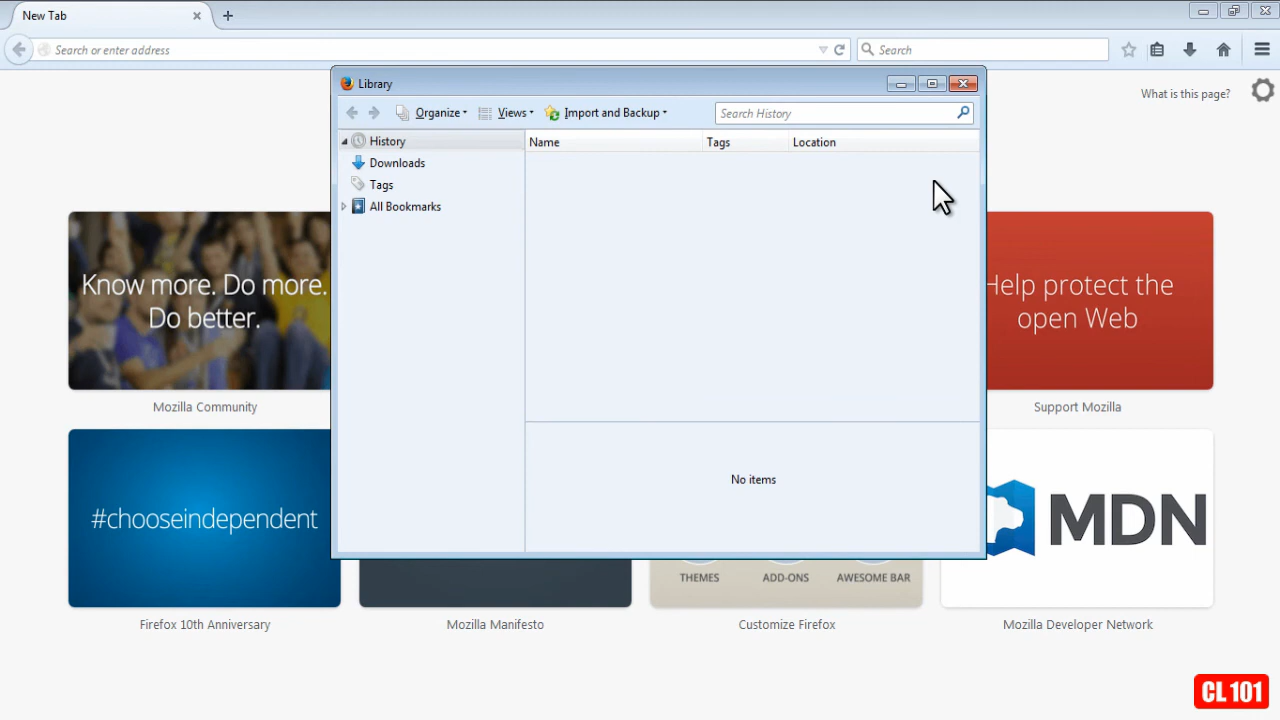 New Tab
Search or enter address
Search
Library
What is this page?
Organize
Views
Import and Backup
Search History
History
Name
Tags
Location
Downloads
Tags
All Bookmarks
Know more. Do more.
Do better.
Help protect the
open Web
Mozilla Community
Support Mozilla
No items
#chooseindependent
MDN
THEMES
ADD-ONS
AWESOME BAR
Firefox 10th Anniversary
Mozilla Manifesto
Customize Firefox
Mozilla Developer Network
CL 101